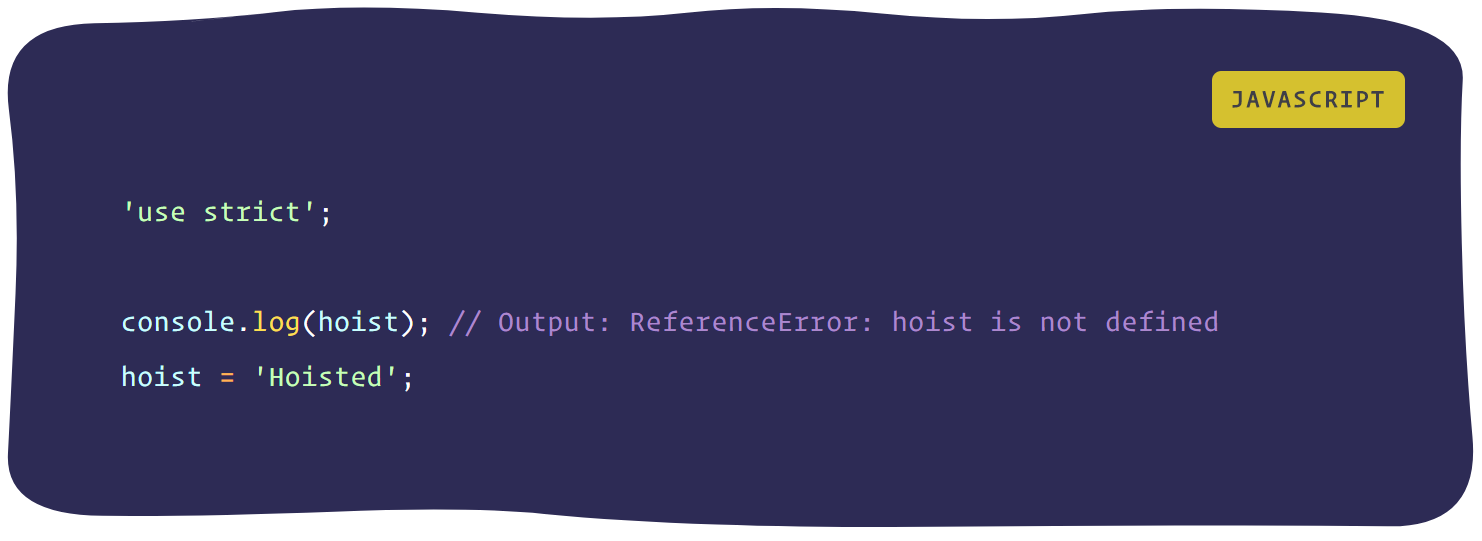 JAVASCRIPT
'use strict';
console.log(hoist); // Output: ReferenceError: hoist is not defined
hoist = 'Hoisted';